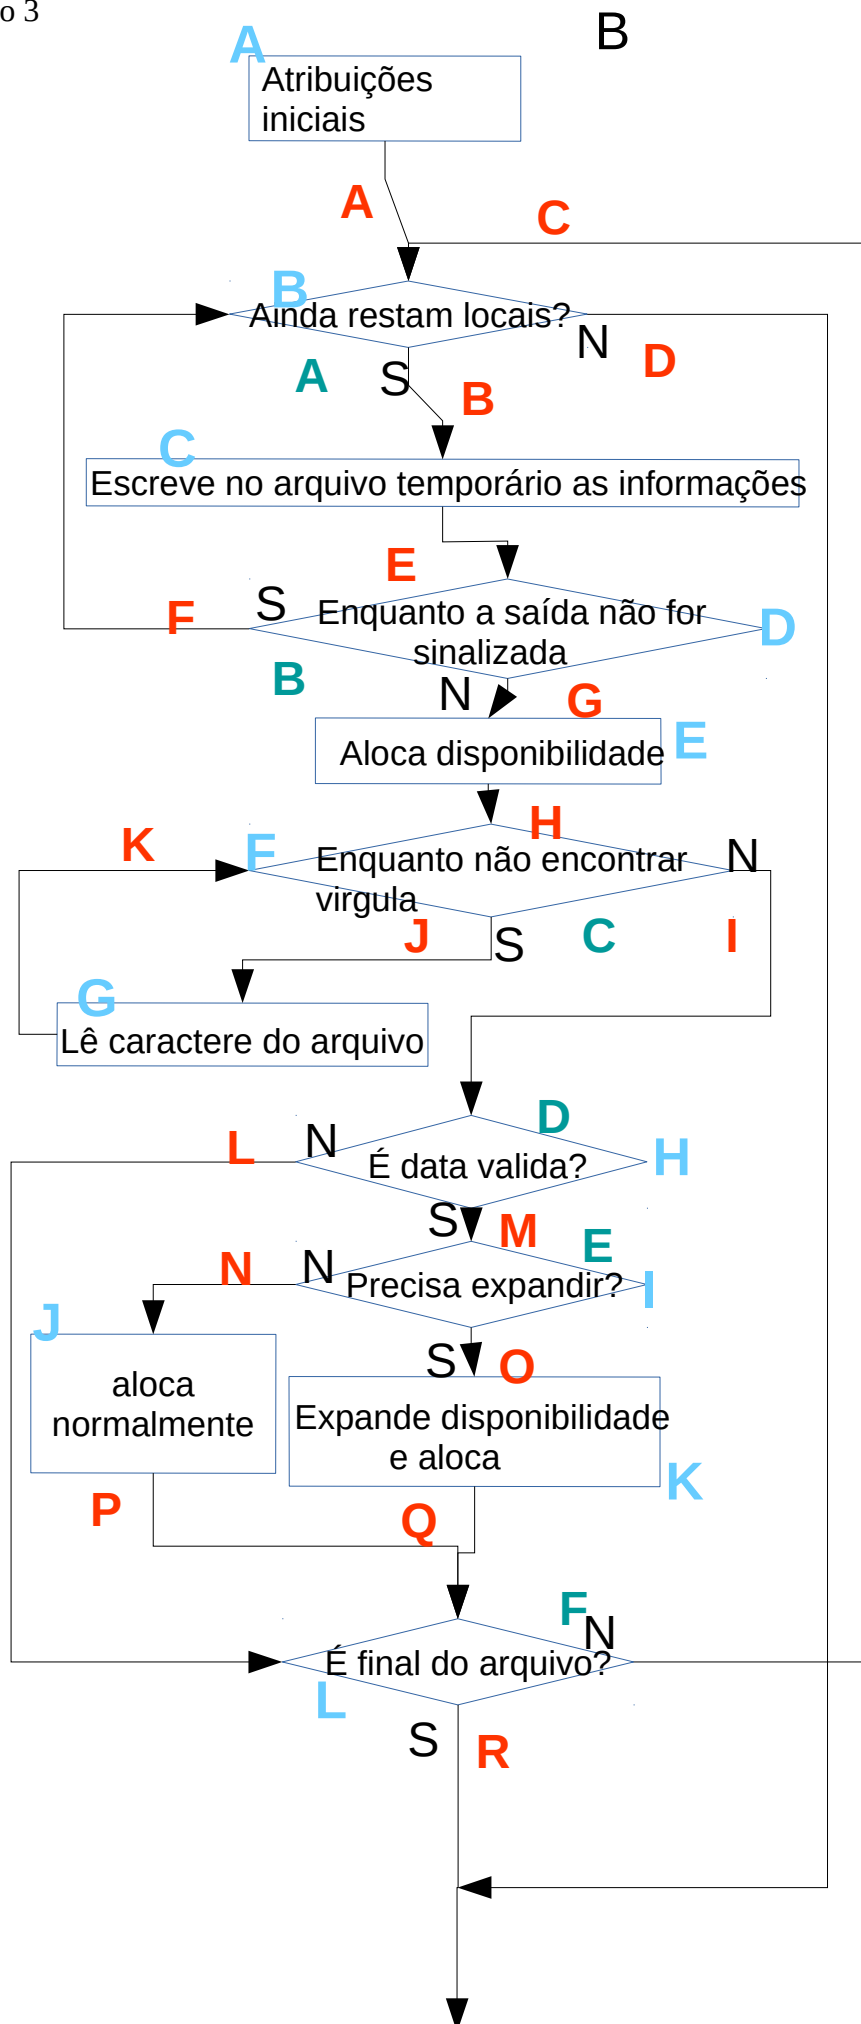 o 3
A
B
Atribuições
iniciais
A
C
B
Ainda restam locais?
N
D
A
S
B
C
Escreve no arquivo temporário as informações
E
S
F
Enquanto a saída não for
sinalizada
D
B
N
G
Aloca disponibilidade
E
H
K
F
N
Enquanto não encontrar
virgula
J
S
C
I
G
Lê caractere do arquivo
D
L
N
É data valida?
H
S
M
E
N
N
Precisa expandir?
I
J
S
O
aloca
normalmente
Expande disponibilidade
e aloca
K
P
Q
F
N
É final do arquivo?
L
S
R